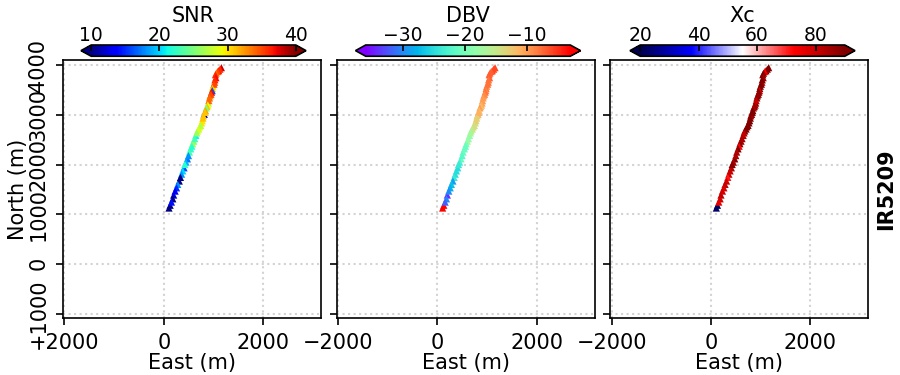 SNR DBV Xc
10 20 30 40 −30 −20 −10 20 40 60 80
4000
3000
2000
1000
0
−1000
North (m)
IR5209
−2000 0 2000 −2000 0 2000 −2000 0 2000
East (m) East (m) East (m)